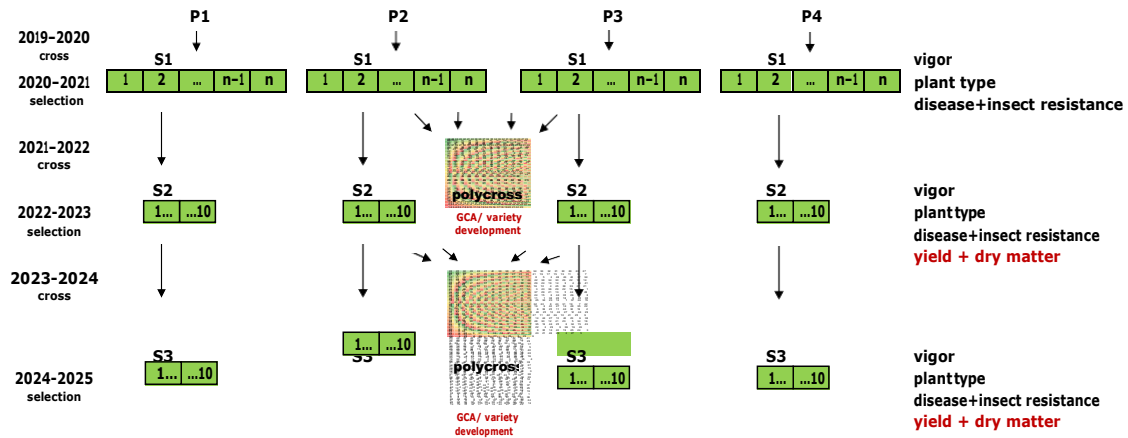 P1 P2 P3 P4
2019-2020
cross
S1 S1 S1 S1 vigor
2020-2021 1 2 ... n-1 n 1 2 ... n-1 n 1 2 ... n-1 n 1 2 ... n-1 n plant type
selection disease+insect resistance
2021-2022
cross
S2 S2 polycross S2 S2 vigor
2022-2023 1... ...10 1... ...10 1... ...10 1... ...10 plant type
selection GCA/ variety disease+insect resistance
development yield + dry matter
2023-2024
cross
1... ...10
S3 S3 polycros S3 S3 vigor
2024-2025 1... ...10 1... ...10 1... ...10 plant type
selection disease+insect resistance
GCA/ variety yield + dry matter
development